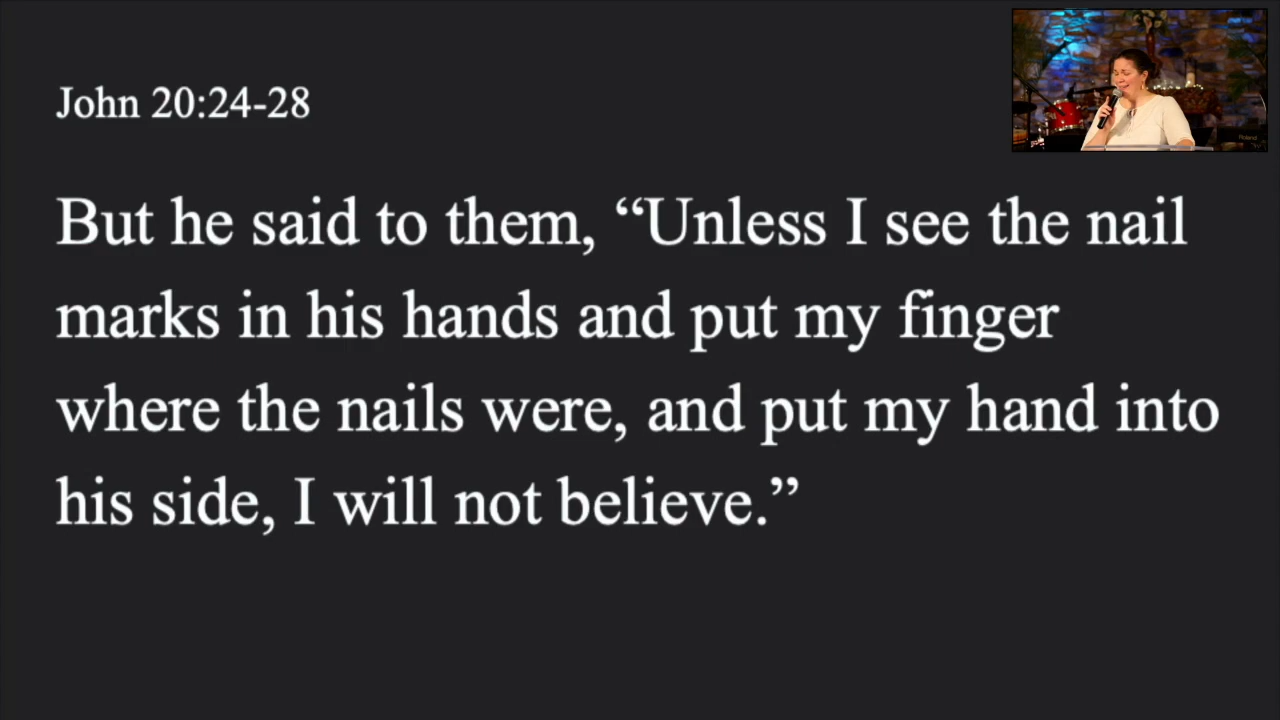 John 20:24-28
But he said to them, “Unless I see the nail
marks in his hands and put my finger
where the nails were, and put my hand into
his side, I will not believe.”
Roland